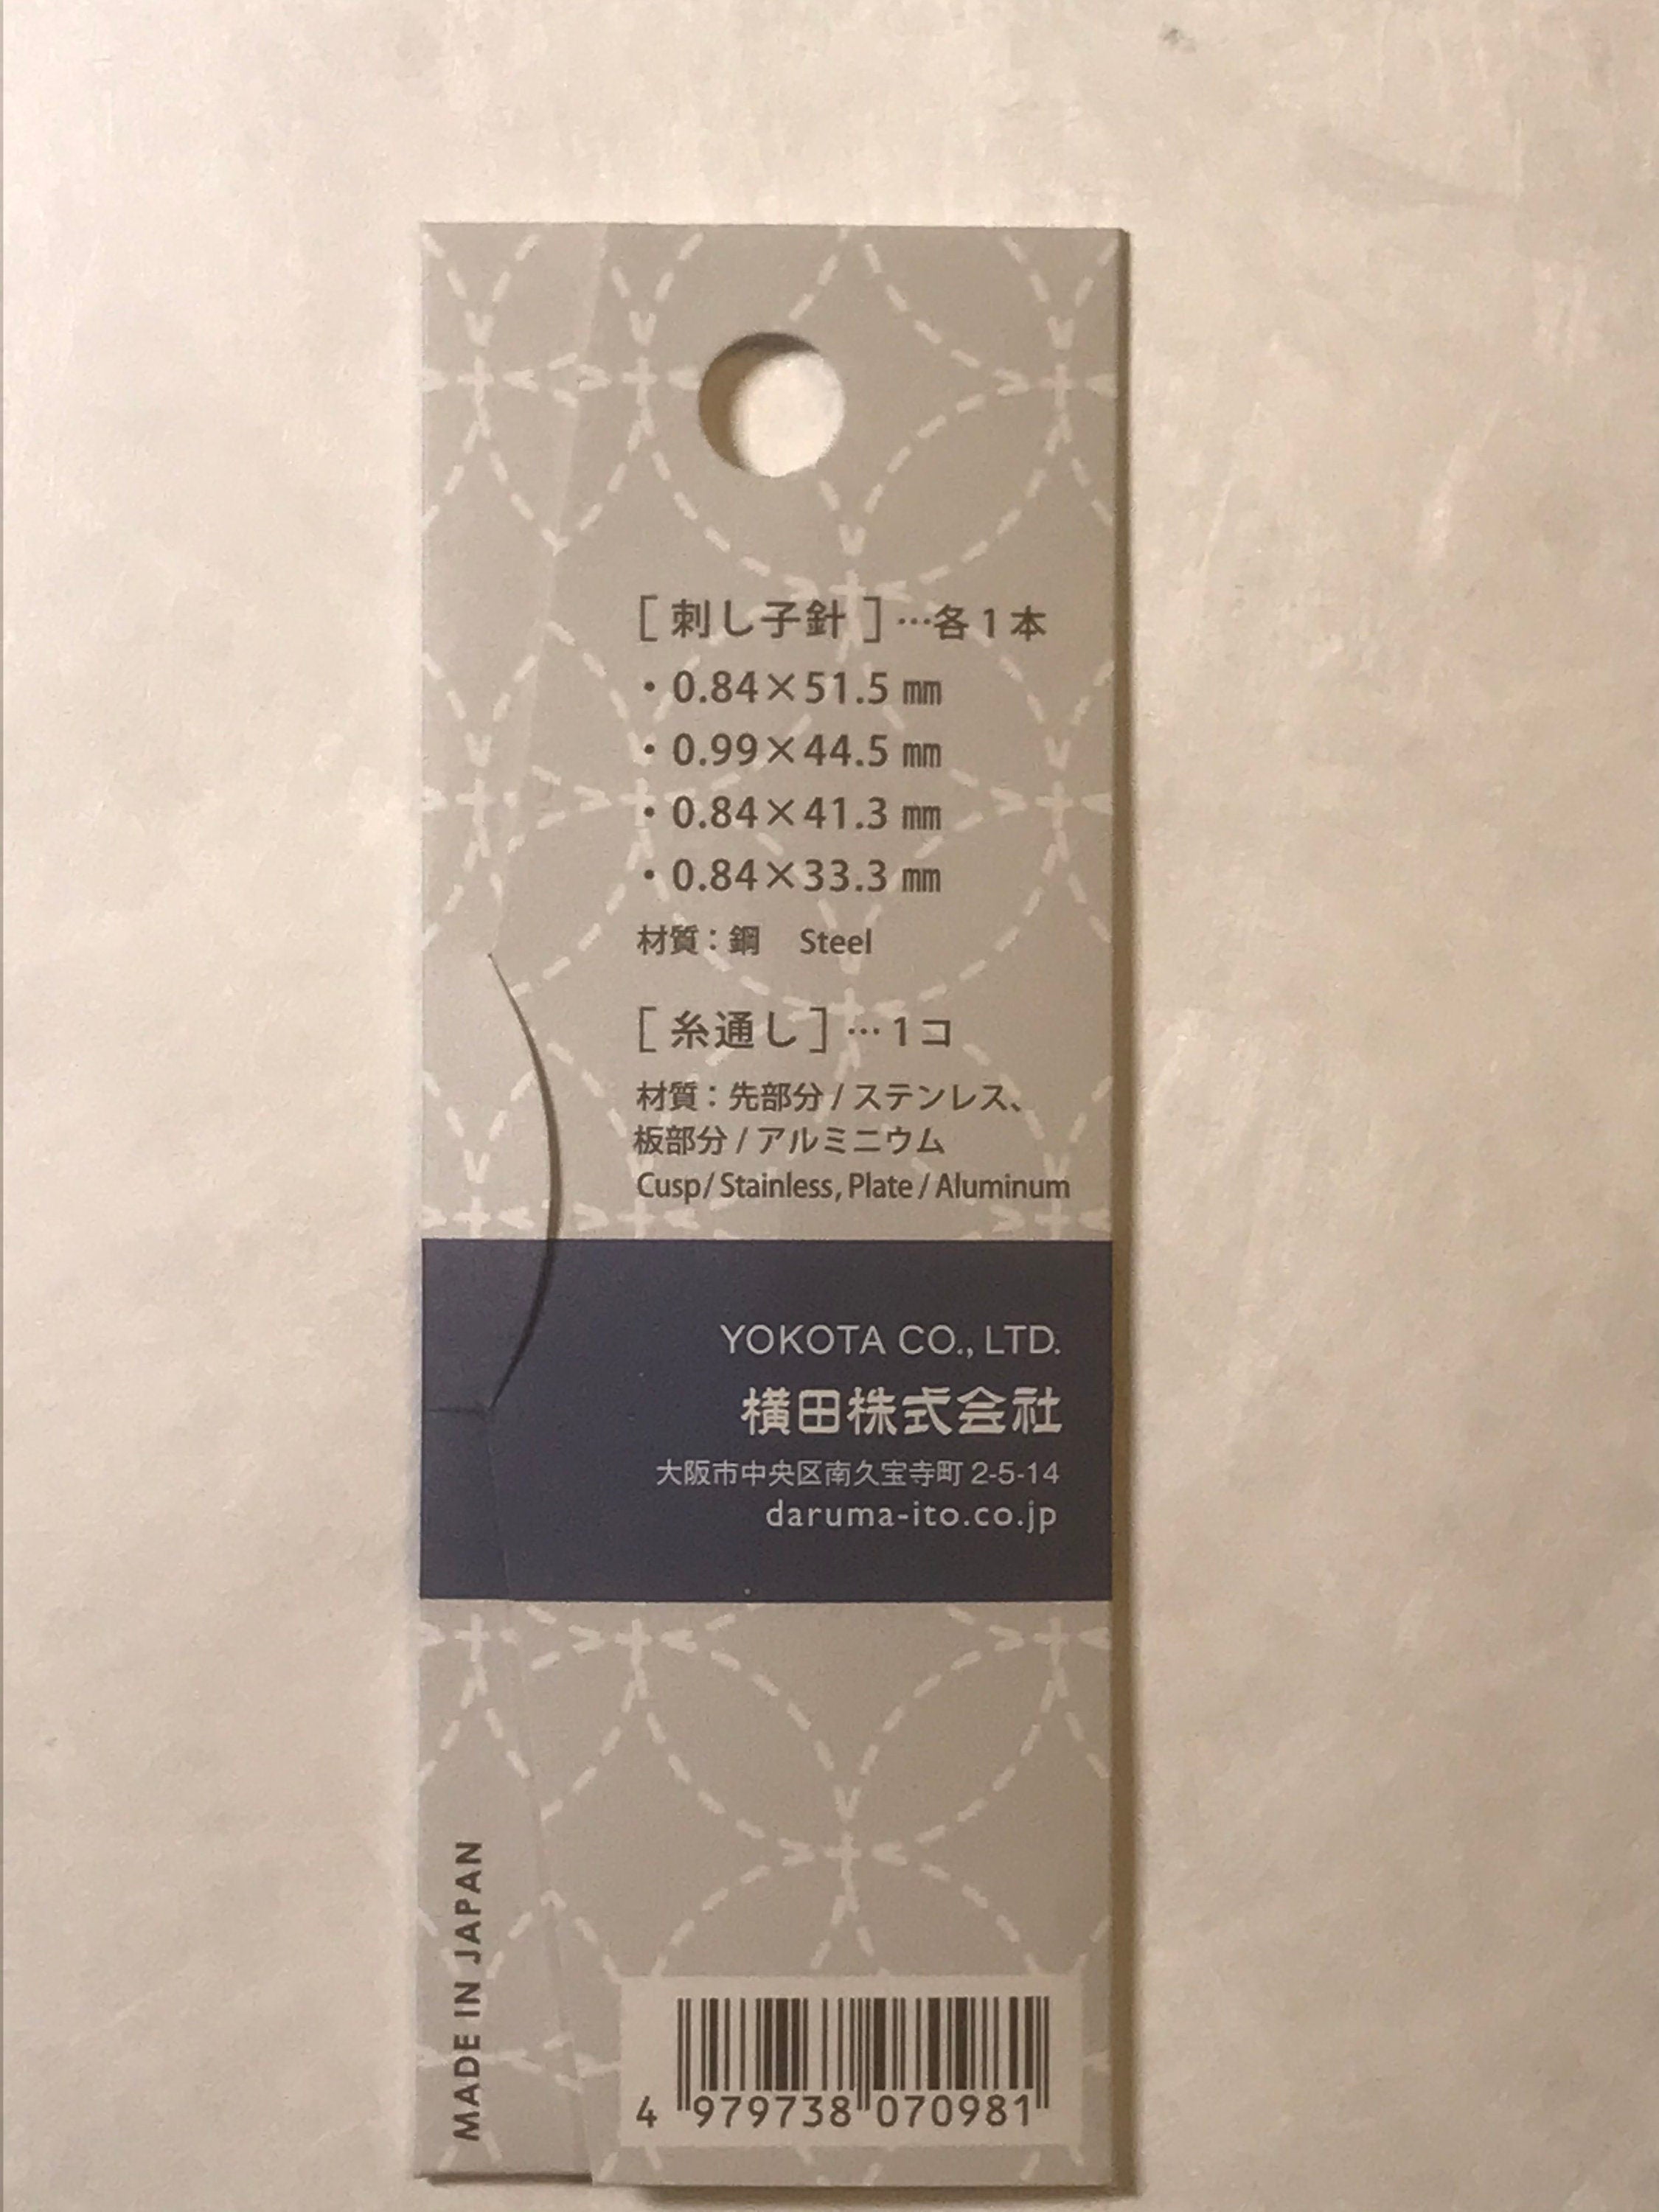 [ 刺し子針 ] …各1本
・0.84×51.5 ㎜
・0.99×44.5 ㎜
・0.84×41.3 ㎜
・0.84×33.3 ㎜
材質：鋼　Steel
[ 糸通し ] …1コ
材質：先部分 / ステンレス、
板部分 / アルミニウム
Cusp / Stainless, Plate / Aluminum
YOKOTA CO., LTD.
横田株式会社
大阪市中央区南久宝寺町 2-5-14
daruma-ito.co.jp
MADE IN JAPAN
4 979738 070981